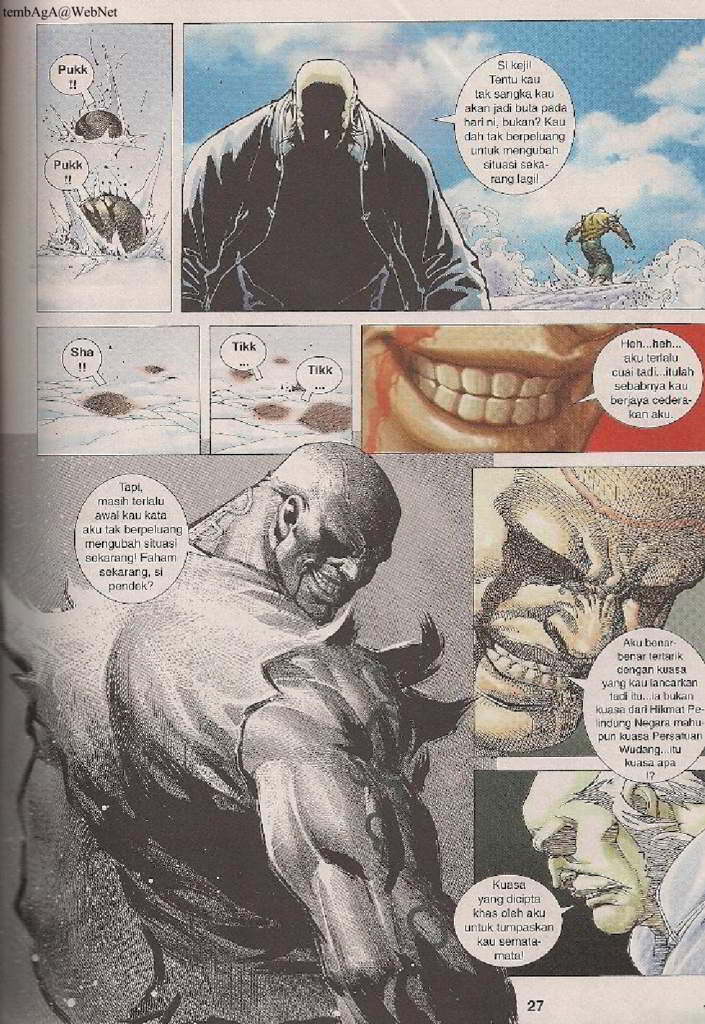 tembAgA@WebNet
Pukk
!!
Pukk
!!
Si keji!
Tentu kau
tak sangka kau
akan jadi buta pada
hari ni, bukan? Kau
dah tak berpeluang
untuk mengubah
situasi seka-
rang lagi!
Sha
!!
Tikk
...
Tikk
...
Heh...heh...
aku terlalu
cuai tadi...itulah
sebabnya kau
berjaya cedera-
kan aku.
Tapi,
masih terlalu
awal kau kata
aku tak berpeluang
mengubah situasi
sekarang! Faham
sekarang, si
pendek?
Aku benar-
benar tertarik
dengan kuasa
yang kau lancarkan
tadi itu...ia bukan
kuasa dari Hikmat Pe-
lindung Negara mahu-
pun kuasa Persatuan
Wudang...itu
kuasa apa
!?
Kuasa
yang dicipta
khas oleh aku
untuk tumpaskan
kau semata-
mata!
27